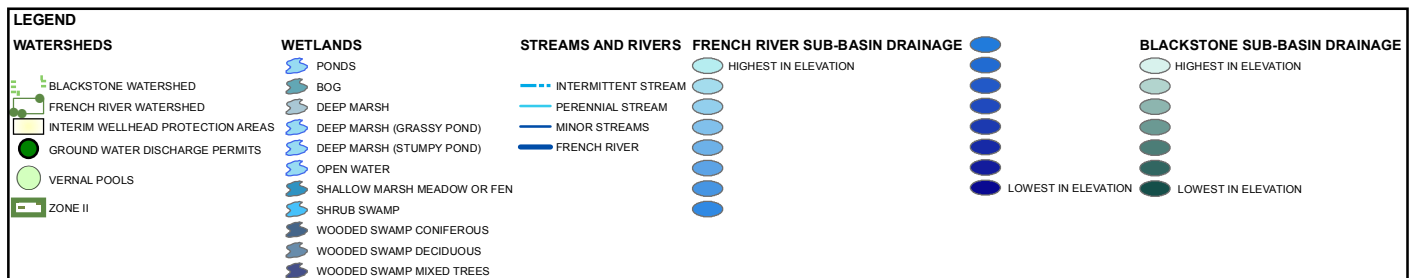 LEGEND
WATERSHEDS
BLACKSTONE WATERSHED
FRENCH RIVER WATERSHED
INTERIM WELLHEAD PROTECTION AREAS
GROUND WATER DISCHARGE PERMITS
VERNAL POOLS
ZONE II
WETLANDS
PONDS
BOG
DEEP MARSH
DEEP MARSH (GRASSY POND)
DEEP MARSH (STUMPY POND)
OPEN WATER
SHALLOW MARSH MEADOW OR FEN
SHRUB SWAMP
WOODED SWAMP CONIFEROUS
WOODED SWAMP DECIDUOUS
WOODED SWAMP MIXED TREES
STREAMS AND RIVERS
INTERMITTENT STREAM
PERENNIAL STREAM
MINOR STREAMS
FRENCH RIVER
FRENCH RIVER SUB-BASIN DRAINAGE
HIGHEST IN ELEVATION
LOWEST IN ELEVATION
BLACKSTONE SUB-BASIN DRAINAGE
HIGHEST IN ELEVATION
LOWEST IN ELEVATION